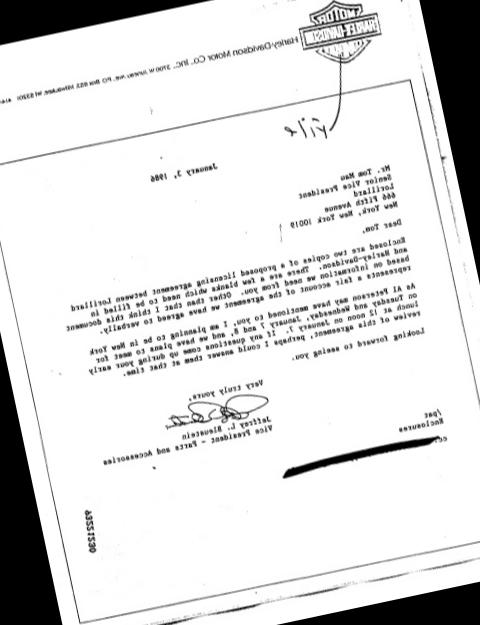 MOTOR
HARLEY-DAVIDSON
COMPANY
Harley-Davidson Motor Co., Inc., 3700 W. Juneau Ave., P.O. Box 653, Milwaukee, WI 53201
January 3, 1986
Mr. Tom Mau
Senior Vice President
Lorillard
666 Fifth Avenue
New York, New York 10019
Dear Tom,
Enclosed are two copies of a proposed licensing agreement between Lorillard
and Harley-Davidson. There are a few blanks which need to be filled in
based on information we need from you. Other than that I think this document
represents a fair account of the agreement we have agreed to verbally.
As Al Peterson may have mentioned to you, I am planning to be in New York
on Tuesday and Wednesday, January 7 and 8, and we have plans to meet for
lunch at 12 noon on January 7. If any questions come up during your early
review of this agreement, perhaps I could answer them at that time.
Looking forward to seeing you.
Very truly yours,
Jeffrey L. Bleustein
Vice President - Parts and Accessories
/pat
Enclosures
cc: